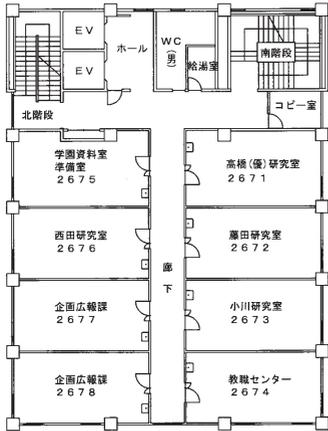 EV
EV
ホール
WC
(男)
給湯室
南階段
北階段
コピー室
学園資料室
準備室
2675
高橋(優)研究室
2671
西田研究室
2676
藤田研究室
2672
廊下
企画広報課
2677
小川研究室
2673
企画広報課
2678
教職センター
2674